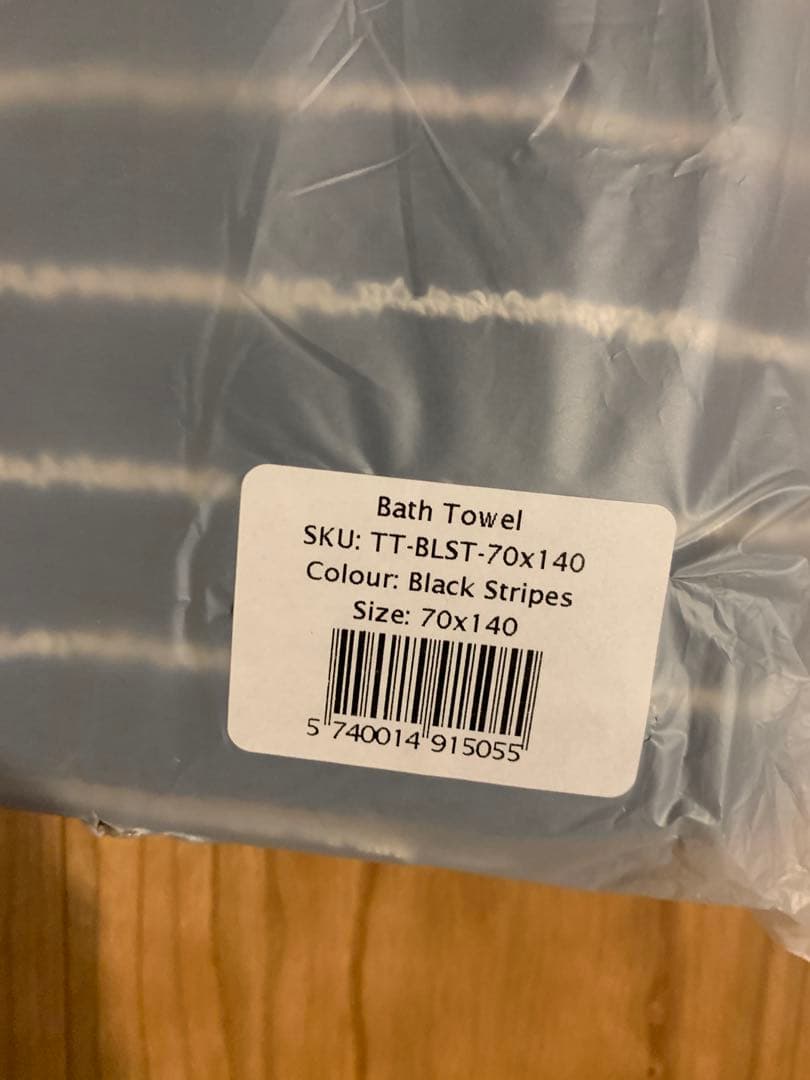 Bath Towel
SKU: TT-BLST-70x140
Colour: Black Stripes
Size: 70x140
5 740014 915055